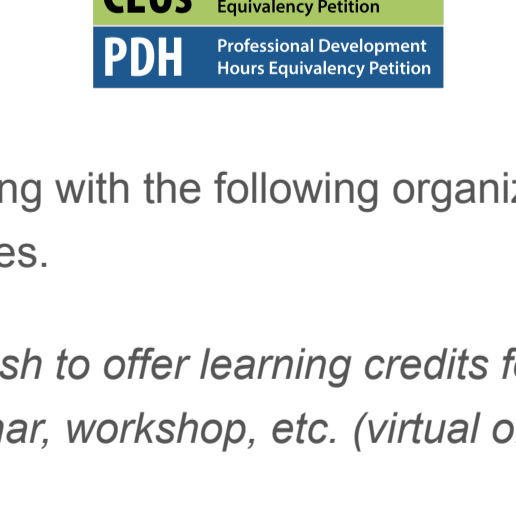 CEUs Equivalency Petition
PDH Professional Development
Hours Equivalency Petition
ng with the following organiz
es.
sh to offer learning credits f
ar, workshop, etc. (virtual o